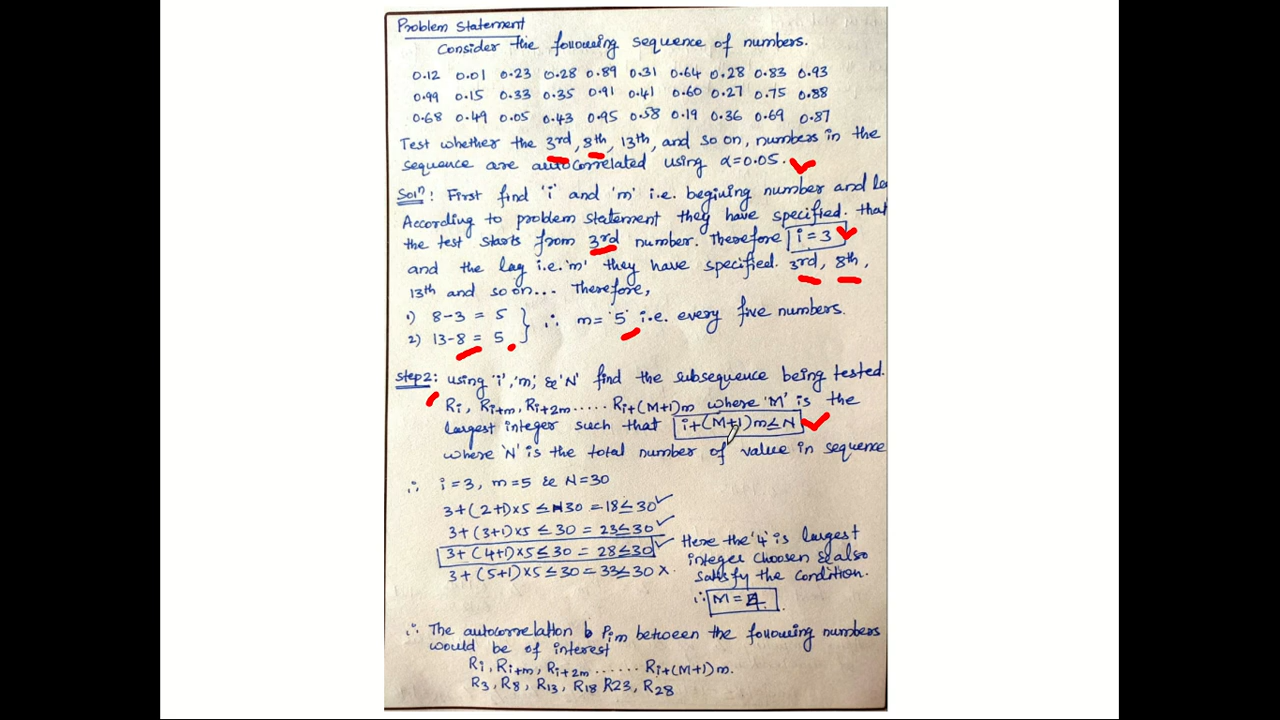 Problem Statement
Consider the following sequence of numbers.
0.12 0.01 0.23 0.28 0.89 0.31 0.64 0.28 0.83 0.93
0.99 0.15 0.33 0.35 0.91 0.41 0.60 0.27 0.75 0.88
0.68 0.49 0.05 0.43 0.95 0.58 0.19 0.36 0.69 0.87
Test whether the 3rd, 8th, 13th, and so on, numbers in the
sequence are autocorrelated using α=0.05.
Solⁿ: First find 'i' and 'm' i.e. begining number and la
According to problem statement they have specified. that
the test starts from 3rd number. Therefore i=3
and the lag i.e.'m' they have specified. 3rd, 8th,
13th and so on... Therefore,
1) 8-3 = 5
2) 13-8 = 5 } ∴ m= '5' i.e. every five numbers.
Step2: using 'i', 'm', & 'N' find the subsequence being tested.
Ri, Ri+m, Ri+2m ..... Ri+(M+1)m where 'M' is the
largest integer such that i+(M+1)m≤N
where 'N' is the total number of value in sequence
∴ i=3, m=5 & N=30
3+(2+1)×5 ≤ 30 = 18≤30 ✓
3+(3+1)×5 ≤ 30 = 23≤30 ✓
3+(4+1)×5≤30 = 28≤30 ✓
3+(5+1)×5≤30 = 33≤30 ×.
Here the '4' is largest
integer choosen & also
satisfy the condition.
∴ M=4.
∴ The autocorrelation Pim between the following numbers
would be of interest
Ri, Ri+m, Ri+2m ...... Ri+(M+1)m.
R3, R8, R13, R18 R23, R28